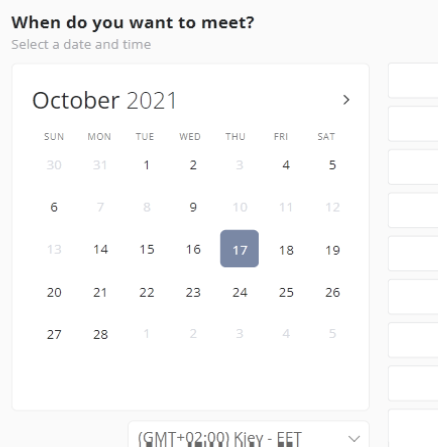 When do you want to meet?
Select a date and time
October 2021
SUN MON TUE WED THU FRI SAT
30 31 1 2 3 4 5
6 7 8 9 10 11 12
13 14 15 16 17 18 19
20 21 22 23 24 25 26
27 28 1 2 3 4 5
(GMT+02:00) Kiev - EET